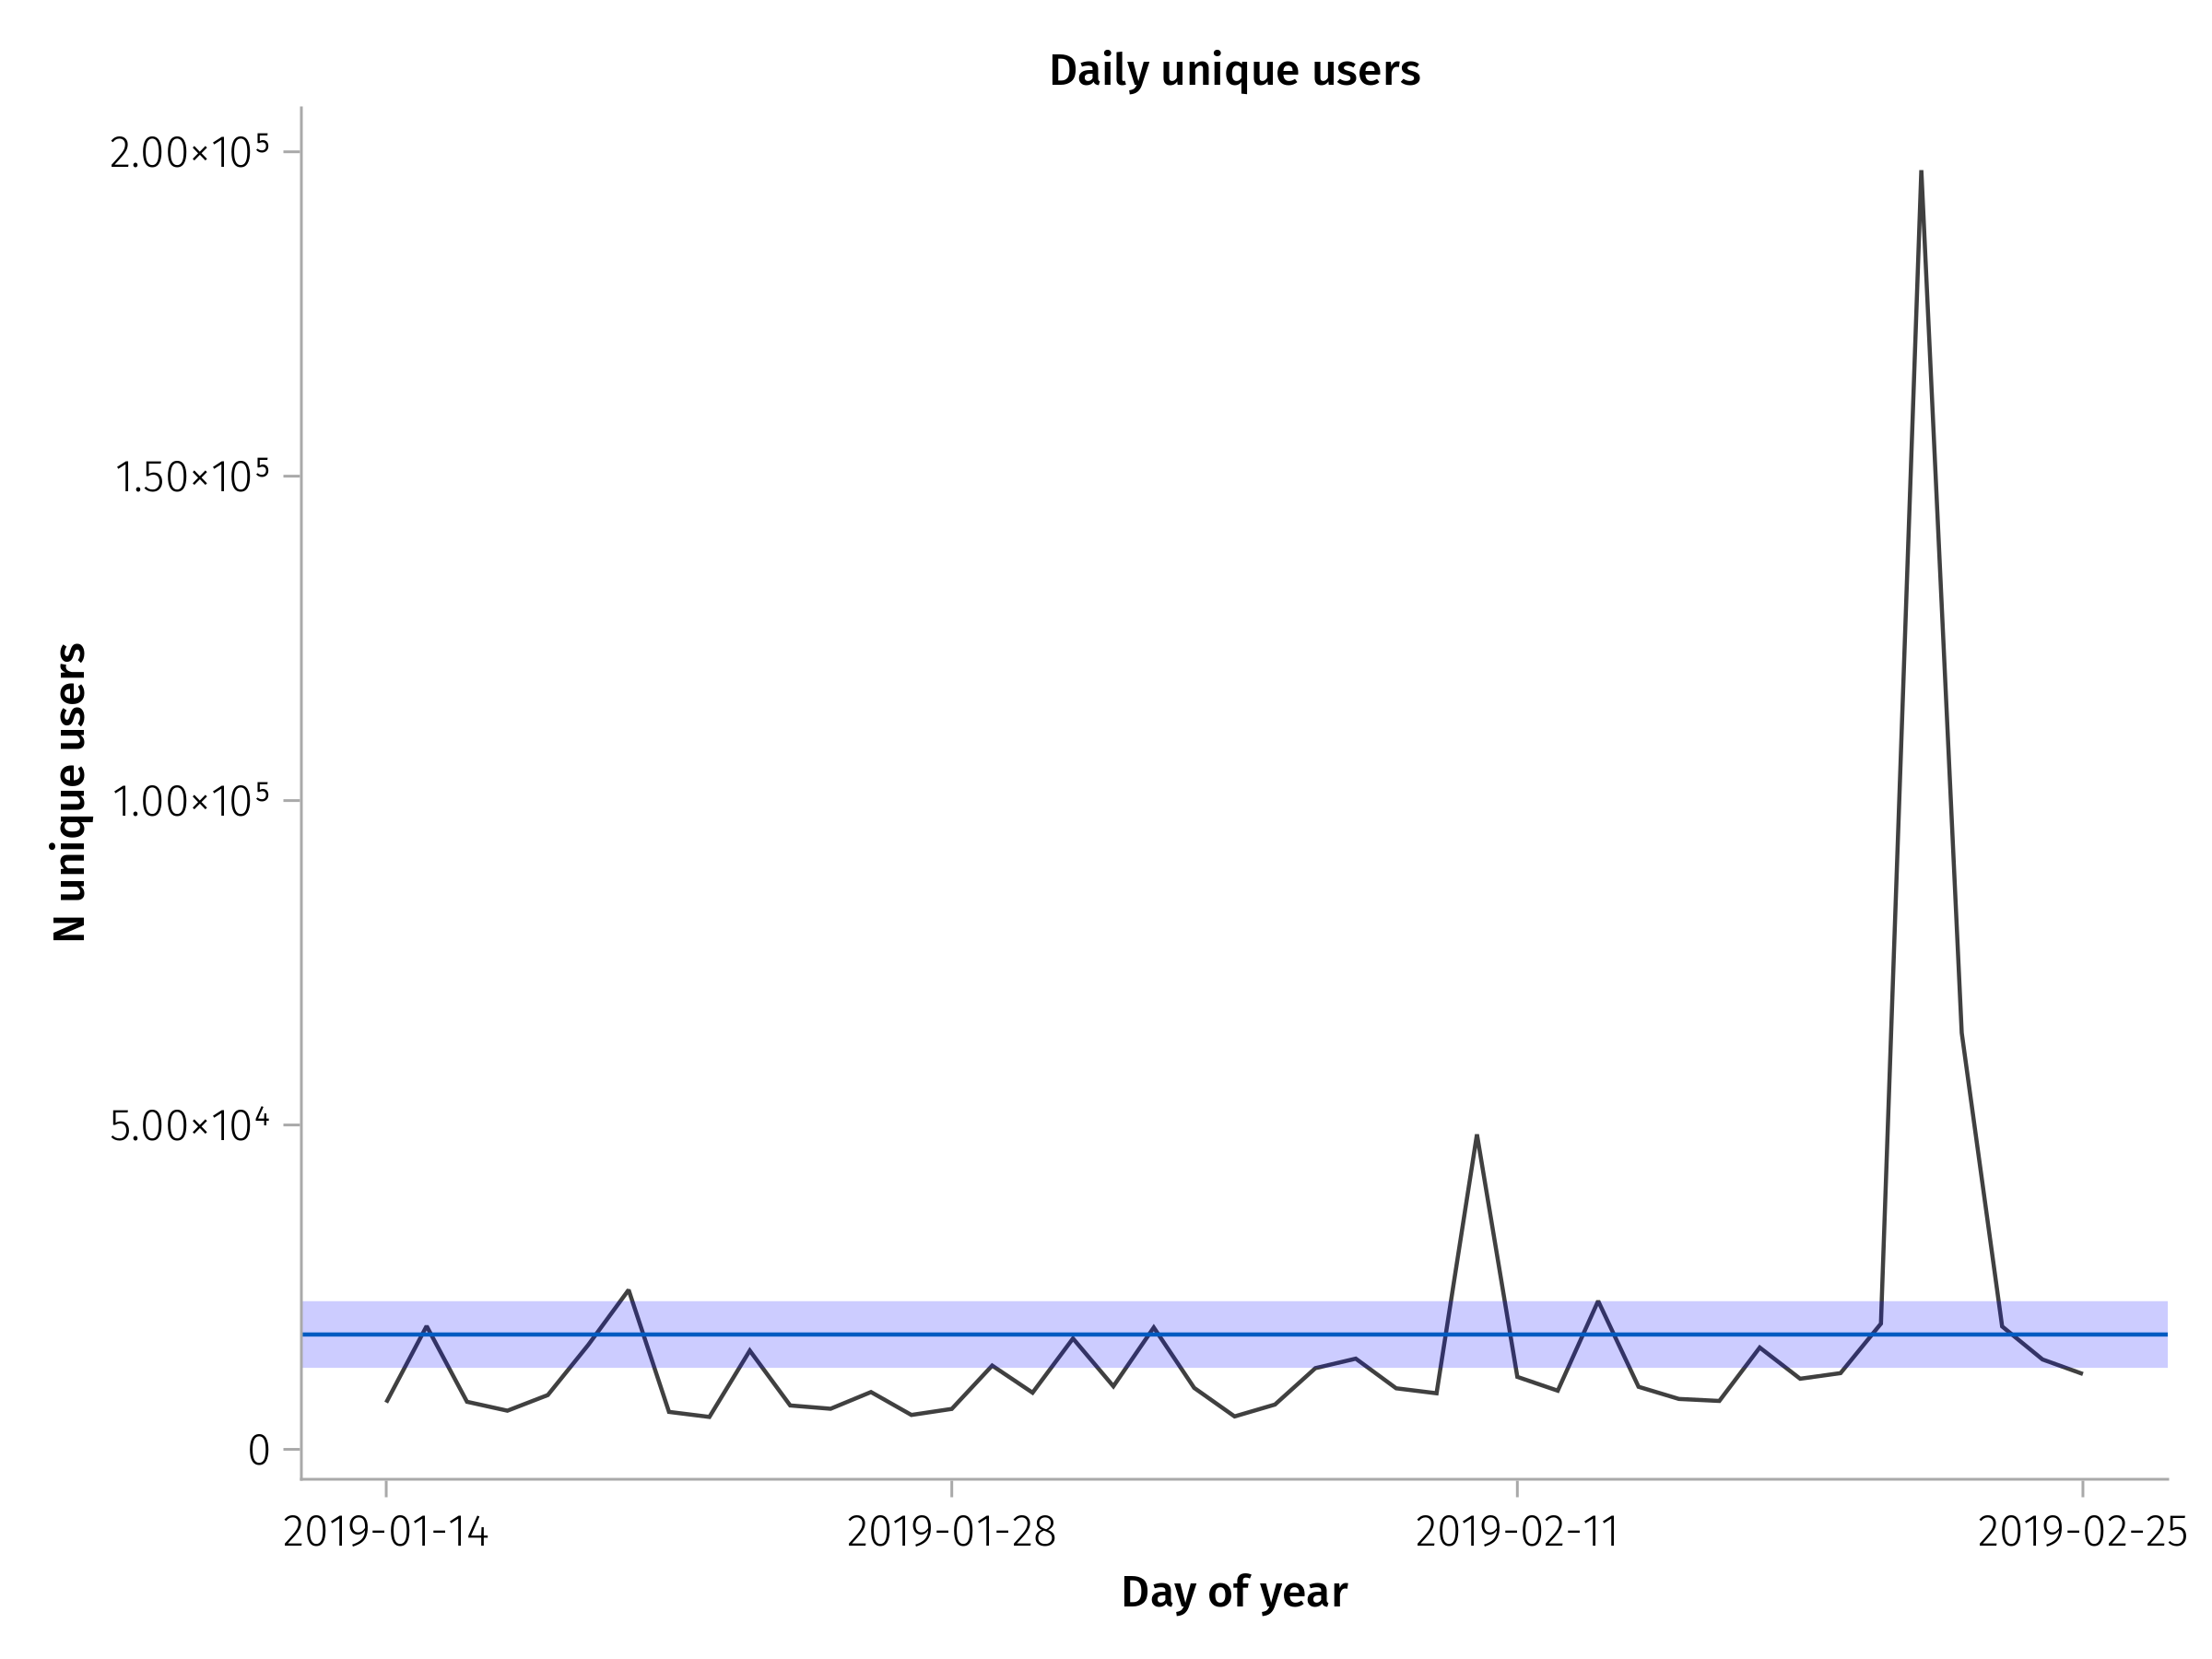 Daily unique users
N unique users
2.00×10⁵
1.50×10⁵
1.00×10⁵
5.00×10⁴
0
2019-01-14 2019-01-28 2019-02-11 2019-02-25
Day of year